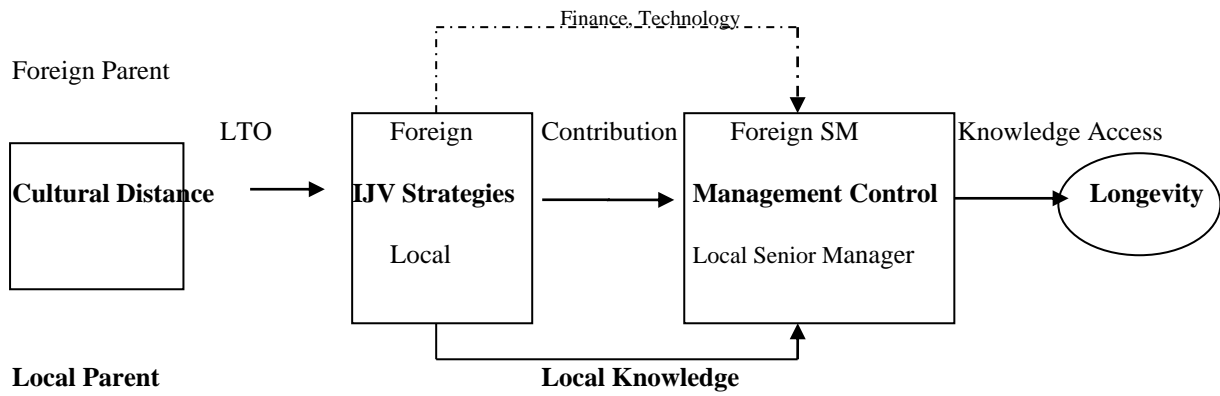 Finance, Technology
Foreign Parent
LTO Foreign Contribution Foreign SM Knowledge Access
Cultural Distance IJV Strategies Management Control Longevity
Local Local Senior Manager
Local Parent Local Knowledge